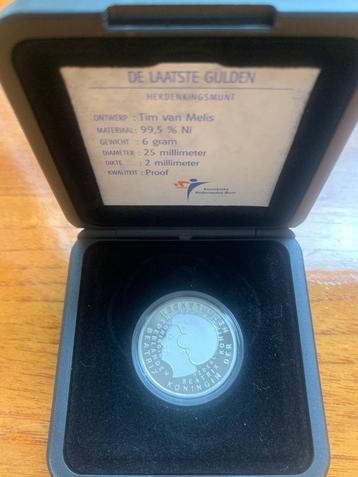 DE LAATSTE GULDEN
HERDENKINGSMUNT
ONTWERP : Tim van Melis
MATERIAAL : 99,5 % Ni
GEWICHT : 6 gram
DIAMETER : 25 millimeter
DIKTE : 2 millimeter
KWALITEIT : Proof
Koninklijke
Nederlandse Munt
BEATRIX
KONINGIN DER
BEATRIX